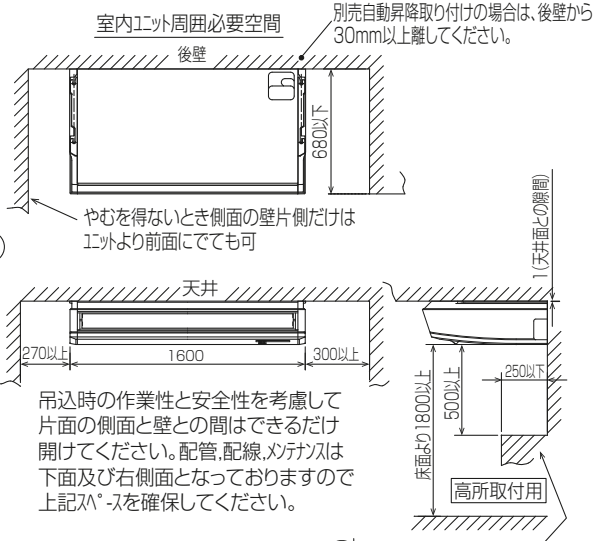 室内ユニット周囲必要空間
別売自動昇降取り付けの場合は、後壁から
30mm以上離してください。
後壁
680以下
やむを得ないとき側面の壁片側だけは
ユニットより前面にでても可
1(天井面との隙間)
天井
270以上
1600
300以上
250以下
床面より1800以上
500以上
吊込時の作業性と安全性を考慮して
片面の側面と壁との間はできるだけ
開けてください。配管,配線,メンテナンスは
下面及び右側面となっておりますので
上記スペースを確保してください。
高所取付用